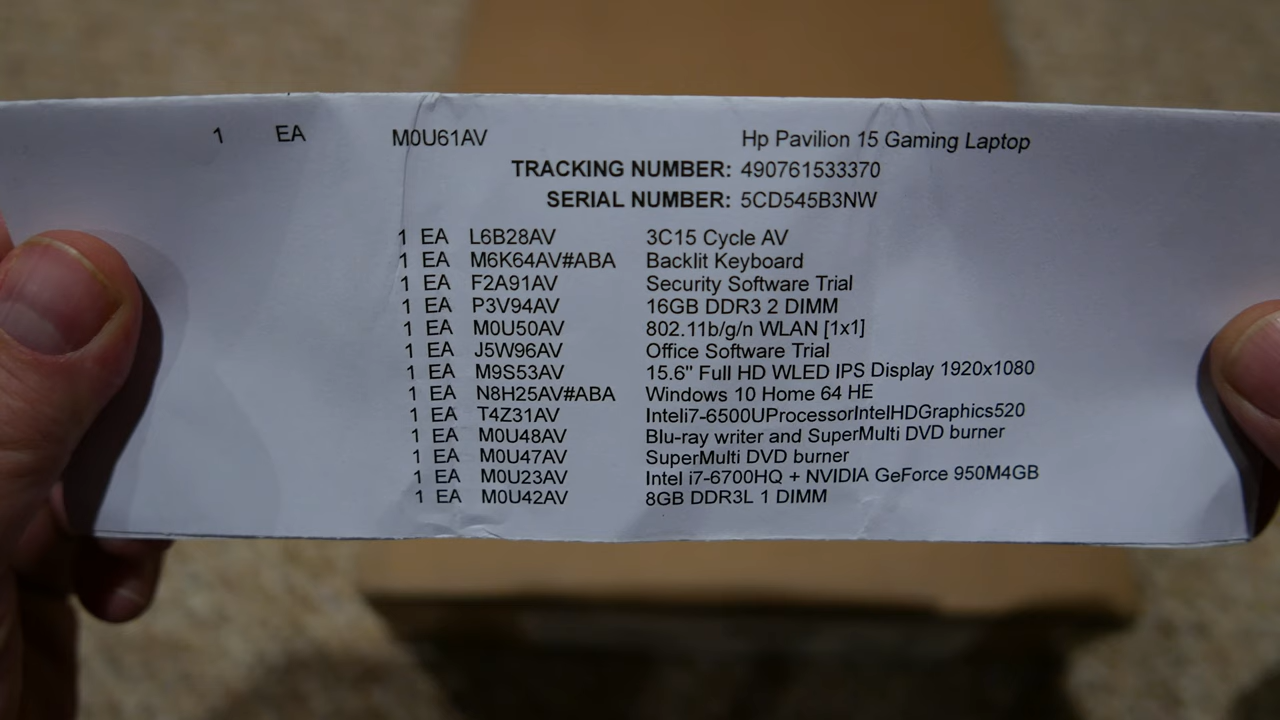 1 EA M0U61AV Hp Pavilion 15 Gaming Laptop
TRACKING NUMBER: 490761533370
SERIAL NUMBER: 5CD545B3NW
1 EA L6B28AV 3C15 Cycle AV
1 EA M6K64AV#ABA Backlit Keyboard
1 EA F2A91AV Security Software Trial
1 EA P3V94AV 16GB DDR3 2 DIMM
1 EA M0U50AV 802.11b/g/n WLAN [1x1]
1 EA J5W96AV Office Software Trial
1 EA M9S53AV 15.6" Full HD WLED IPS Display 1920x1080
1 EA N8H25AV#ABA Windows 10 Home 64 HE
1 EA T4Z31AV Inteli7-6500UProcessorIntelHDGraphics520
1 EA M0U48AV Blu-ray writer and SuperMulti DVD burner
1 EA M0U47AV SuperMulti DVD burner
1 EA M0U23AV Intel i7-6700HQ + NVIDIA GeForce 950M4GB
1 EA M0U42AV 8GB DDR3L 1 DIMM